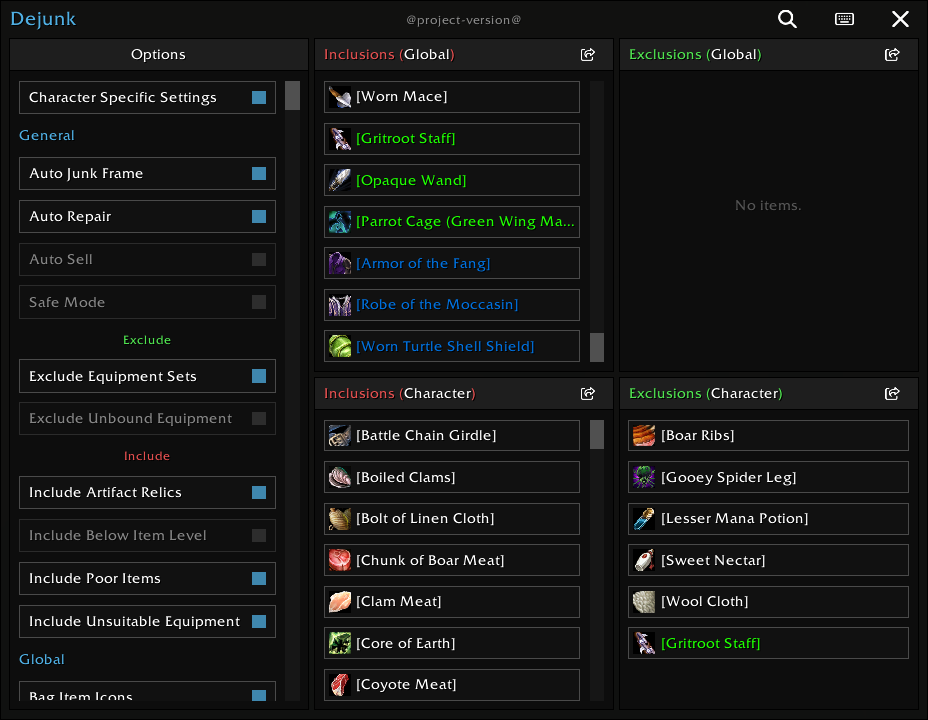 Dejunk
@project-version@
Options
Character Specific Settings
General
Auto Junk Frame
Auto Repair
Auto Sell
Safe Mode
Exclude
Exclude Equipment Sets
Exclude Unbound Equipment
Include
Include Artifact Relics
Include Below Item Level
Include Poor Items
Include Unsuitable Equipment
Global
Bag Item Icons
Inclusions (Global)
[Worn Mace]
[Gritroot Staff]
[Opaque Wand]
[Parrot Cage (Green Wing Ma...
[Armor of the Fang]
[Robe of the Moccasin]
[Worn Turtle Shell Shield]
Exclusions (Global)
No items.
Inclusions (Character)
[Battle Chain Girdle]
[Boiled Clams]
[Bolt of Linen Cloth]
[Chunk of Boar Meat]
[Clam Meat]
[Core of Earth]
[Coyote Meat]
Exclusions (Character)
[Boar Ribs]
[Gooey Spider Leg]
[Lesser Mana Potion]
[Sweet Nectar]
[Wool Cloth]
[Gritroot Staff]